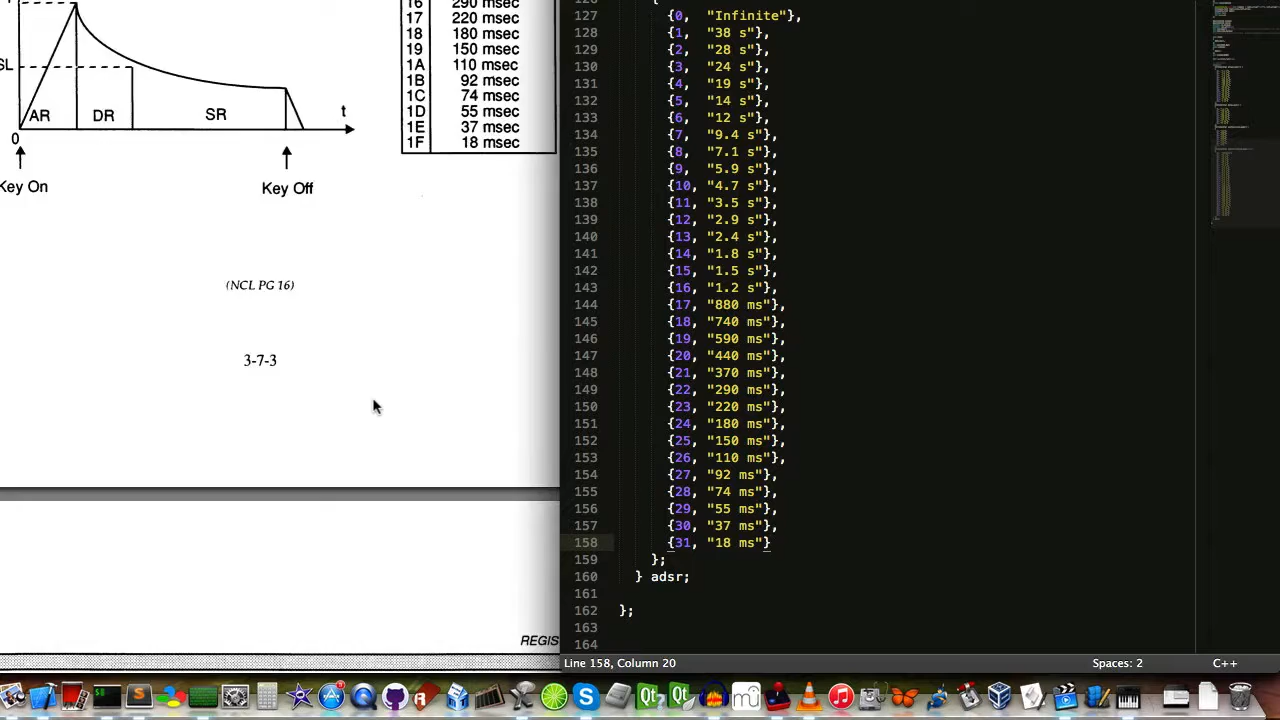 SL
AR
DR
SR
t
0
Key On
Key Off
16 290 msec
17 220 msec
18 180 msec
19 150 msec
1A 110 msec
1B 92 msec
1C 74 msec
1D 55 msec
1E 37 msec
1F 18 msec
(NCL PG 16)
3-7-3
REGIS
126 {
127 {0, "Infinite"},
128 {1, "38 s"},
129 {2, "28 s"},
130 {3, "24 s"},
131 {4, "19 s"},
132 {5, "14 s"},
133 {6, "12 s"},
134 {7, "9.4 s"},
135 {8, "7.1 s"},
136 {9, "5.9 s"},
137 {10, "4.7 s"},
138 {11, "3.5 s"},
139 {12, "2.9 s"},
140 {13, "2.4 s"},
141 {14, "1.8 s"},
142 {15, "1.5 s"},
143 {16, "1.2 s"},
144 {17, "880 ms"},
145 {18, "740 ms"},
146 {19, "590 ms"},
147 {20, "440 ms"},
148 {21, "370 ms"},
149 {22, "290 ms"},
150 {23, "220 ms"},
151 {24, "180 ms"},
152 {25, "150 ms"},
153 {26, "110 ms"},
154 {27, "92 ms"},
155 {28, "74 ms"},
156 {29, "55 ms"},
157 {30, "37 ms"},
158 {31, "18 ms"}
159 };
160 } adsr;
161
162 };
163
164
Line 158, Column 20
Spaces: 2
C++